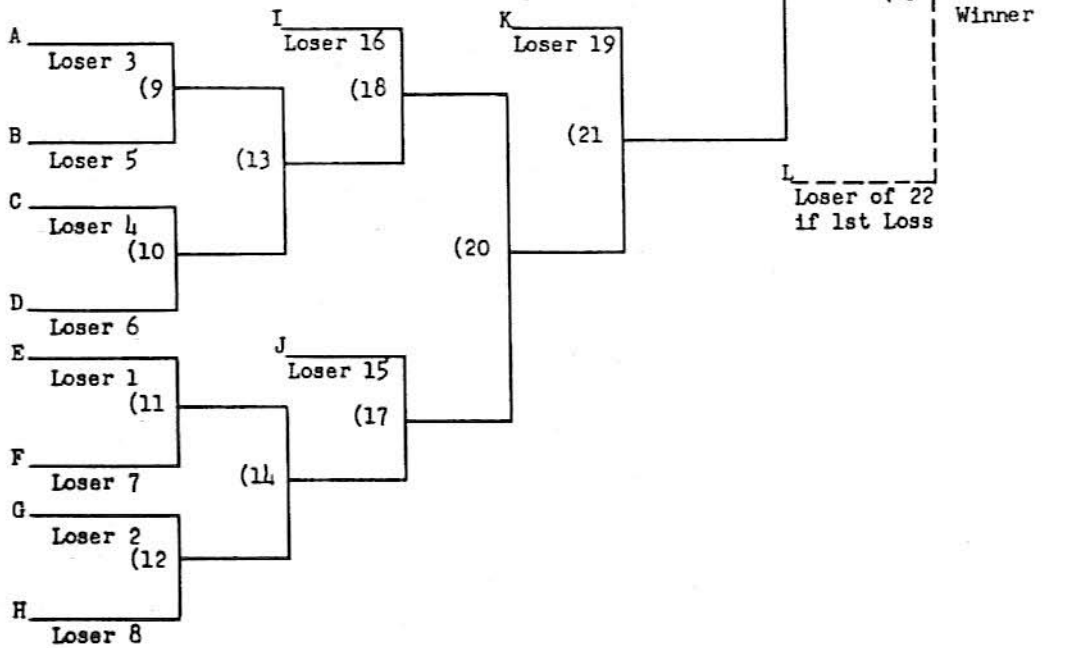 Winner
A
Loser 3
(9
B
Loser 5
C
Loser 4
(10
D
Loser 6
E
Loser 1
(11
F
Loser 7
G
Loser 2
(12
H
Loser 8
(13
(14
I
Loser 16
(18
J
Loser 15
(17
(20
K
Loser 19
(21
L
Loser of 22
if 1st Loss